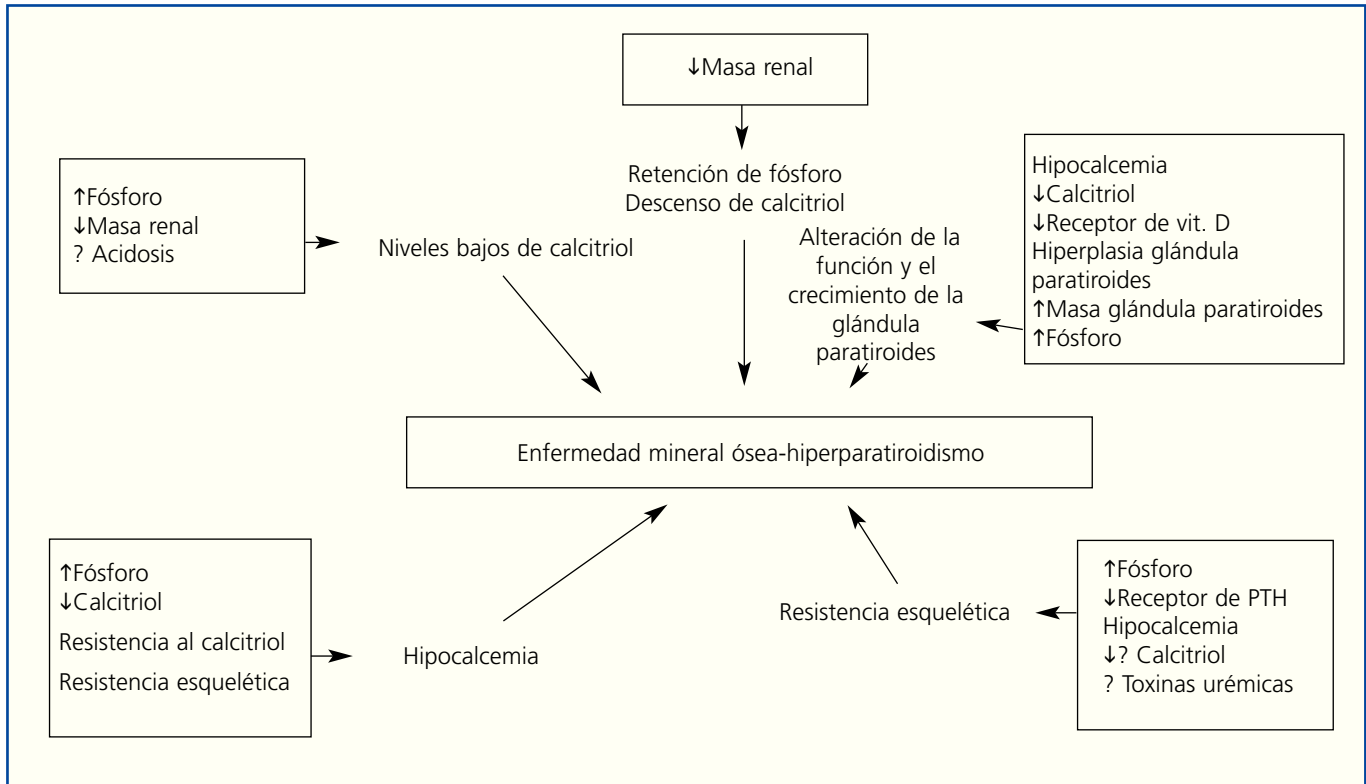 ↓Masa renal
Retención de fósforo
Descenso de calcitriol
↑Fósforo
↓Masa renal
? Acidosis
Niveles bajos de calcitriol
Alteración de la
función y el
crecimiento de la
glándula
paratiroides
Hipocalcemia
↓Calcitriol
↓Receptor de vit. D
Hiperplasia glándula
paratiroides
↑Masa glándula paratiroides
↑Fósforo
Enfermedad mineral ósea-hiperparatiroidismo
↑Fósforo
↓Calcitriol
Resistencia al calcitriol
Resistencia esquelética
Hipocalcemia
Resistencia esquelética
↑Fósforo
↓Receptor de PTH
Hipocalcemia
↓? Calcitriol
? Toxinas urémicas